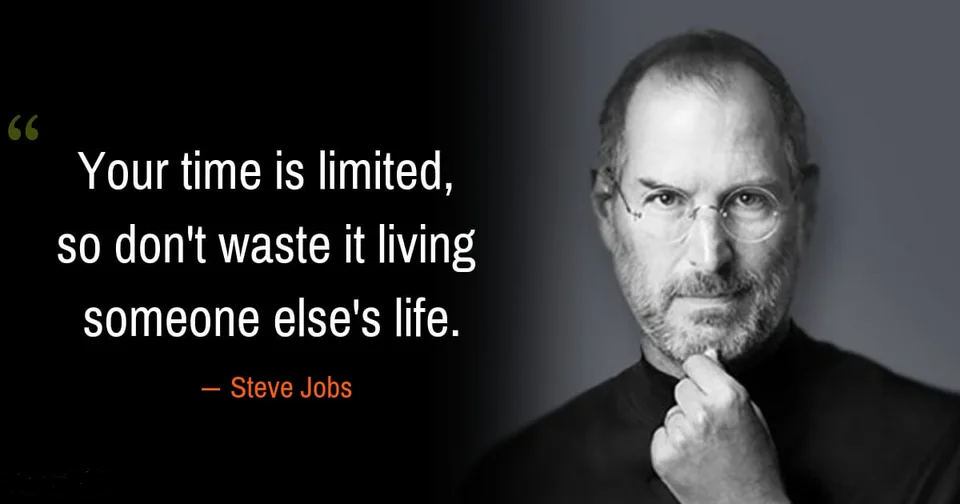 “
Your time is limited,
so don't waste it living
someone else's life.
— Steve Jobs